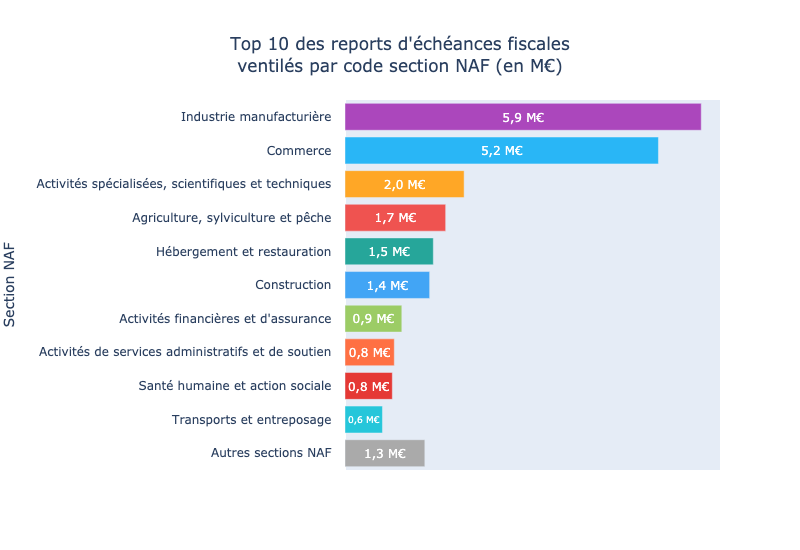 Top 10 des reports d'échéances fiscales
ventilés par code section NAF (en M€)
Section NAF
Industrie manufacturière 5,9 M€
Commerce 5,2 M€
Activités spécialisées, scientifiques et techniques 2,0 M€
Agriculture, sylviculture et pêche 1,7 M€
Hébergement et restauration 1,5 M€
Construction 1,4 M€
Activités financières et d'assurance 0,9 M€
Activités de services administratifs et de soutien 0,8 M€
Santé humaine et action sociale 0,8 M€
Transports et entreposage 0,6 M€
Autres sections NAF 1,3 M€